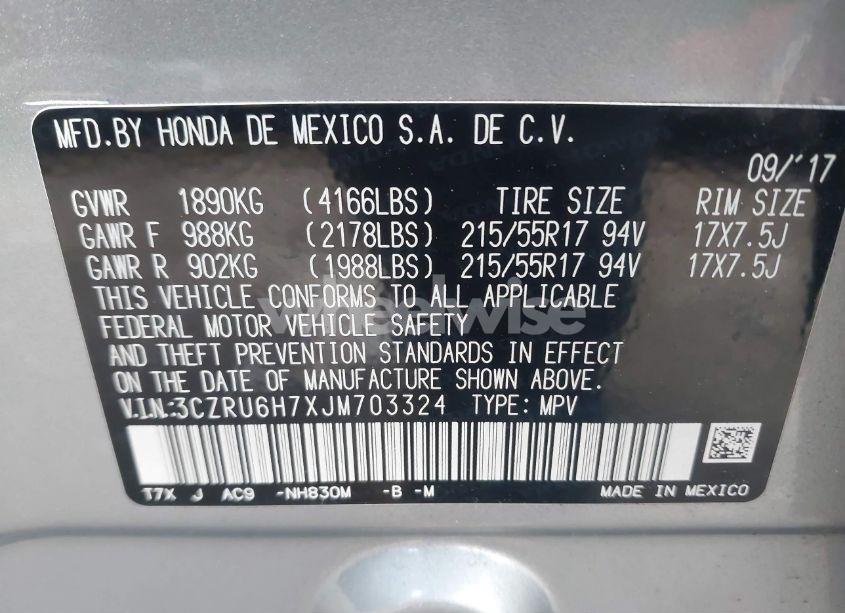 MFD.BY HONDA DE MEXICO S.A. DE C.V.
09/'17
GVWR 1890KG (4166LBS) TIRE SIZE RIM SIZE
GAWR F 988KG (2178LBS) 215/55R17 94V 17X7.5J
GAWR R 902KG (1988LBS) 215/55R17 94V 17X7.5J
THIS VEHICLE CONFORMS TO ALL APPLICABLE
FEDERAL MOTOR VEHICLE SAFETY
wheelwise
AND THEFT PREVENTION STANDARDS IN EFFECT
ON THE DATE OF MANUFACTURE SHOWN ABOVE.
V.I.N.:3CZRU6H7XJM703324 TYPE: MPV
T7X J AC9 -NH830M -B -M MADE IN MEXICO